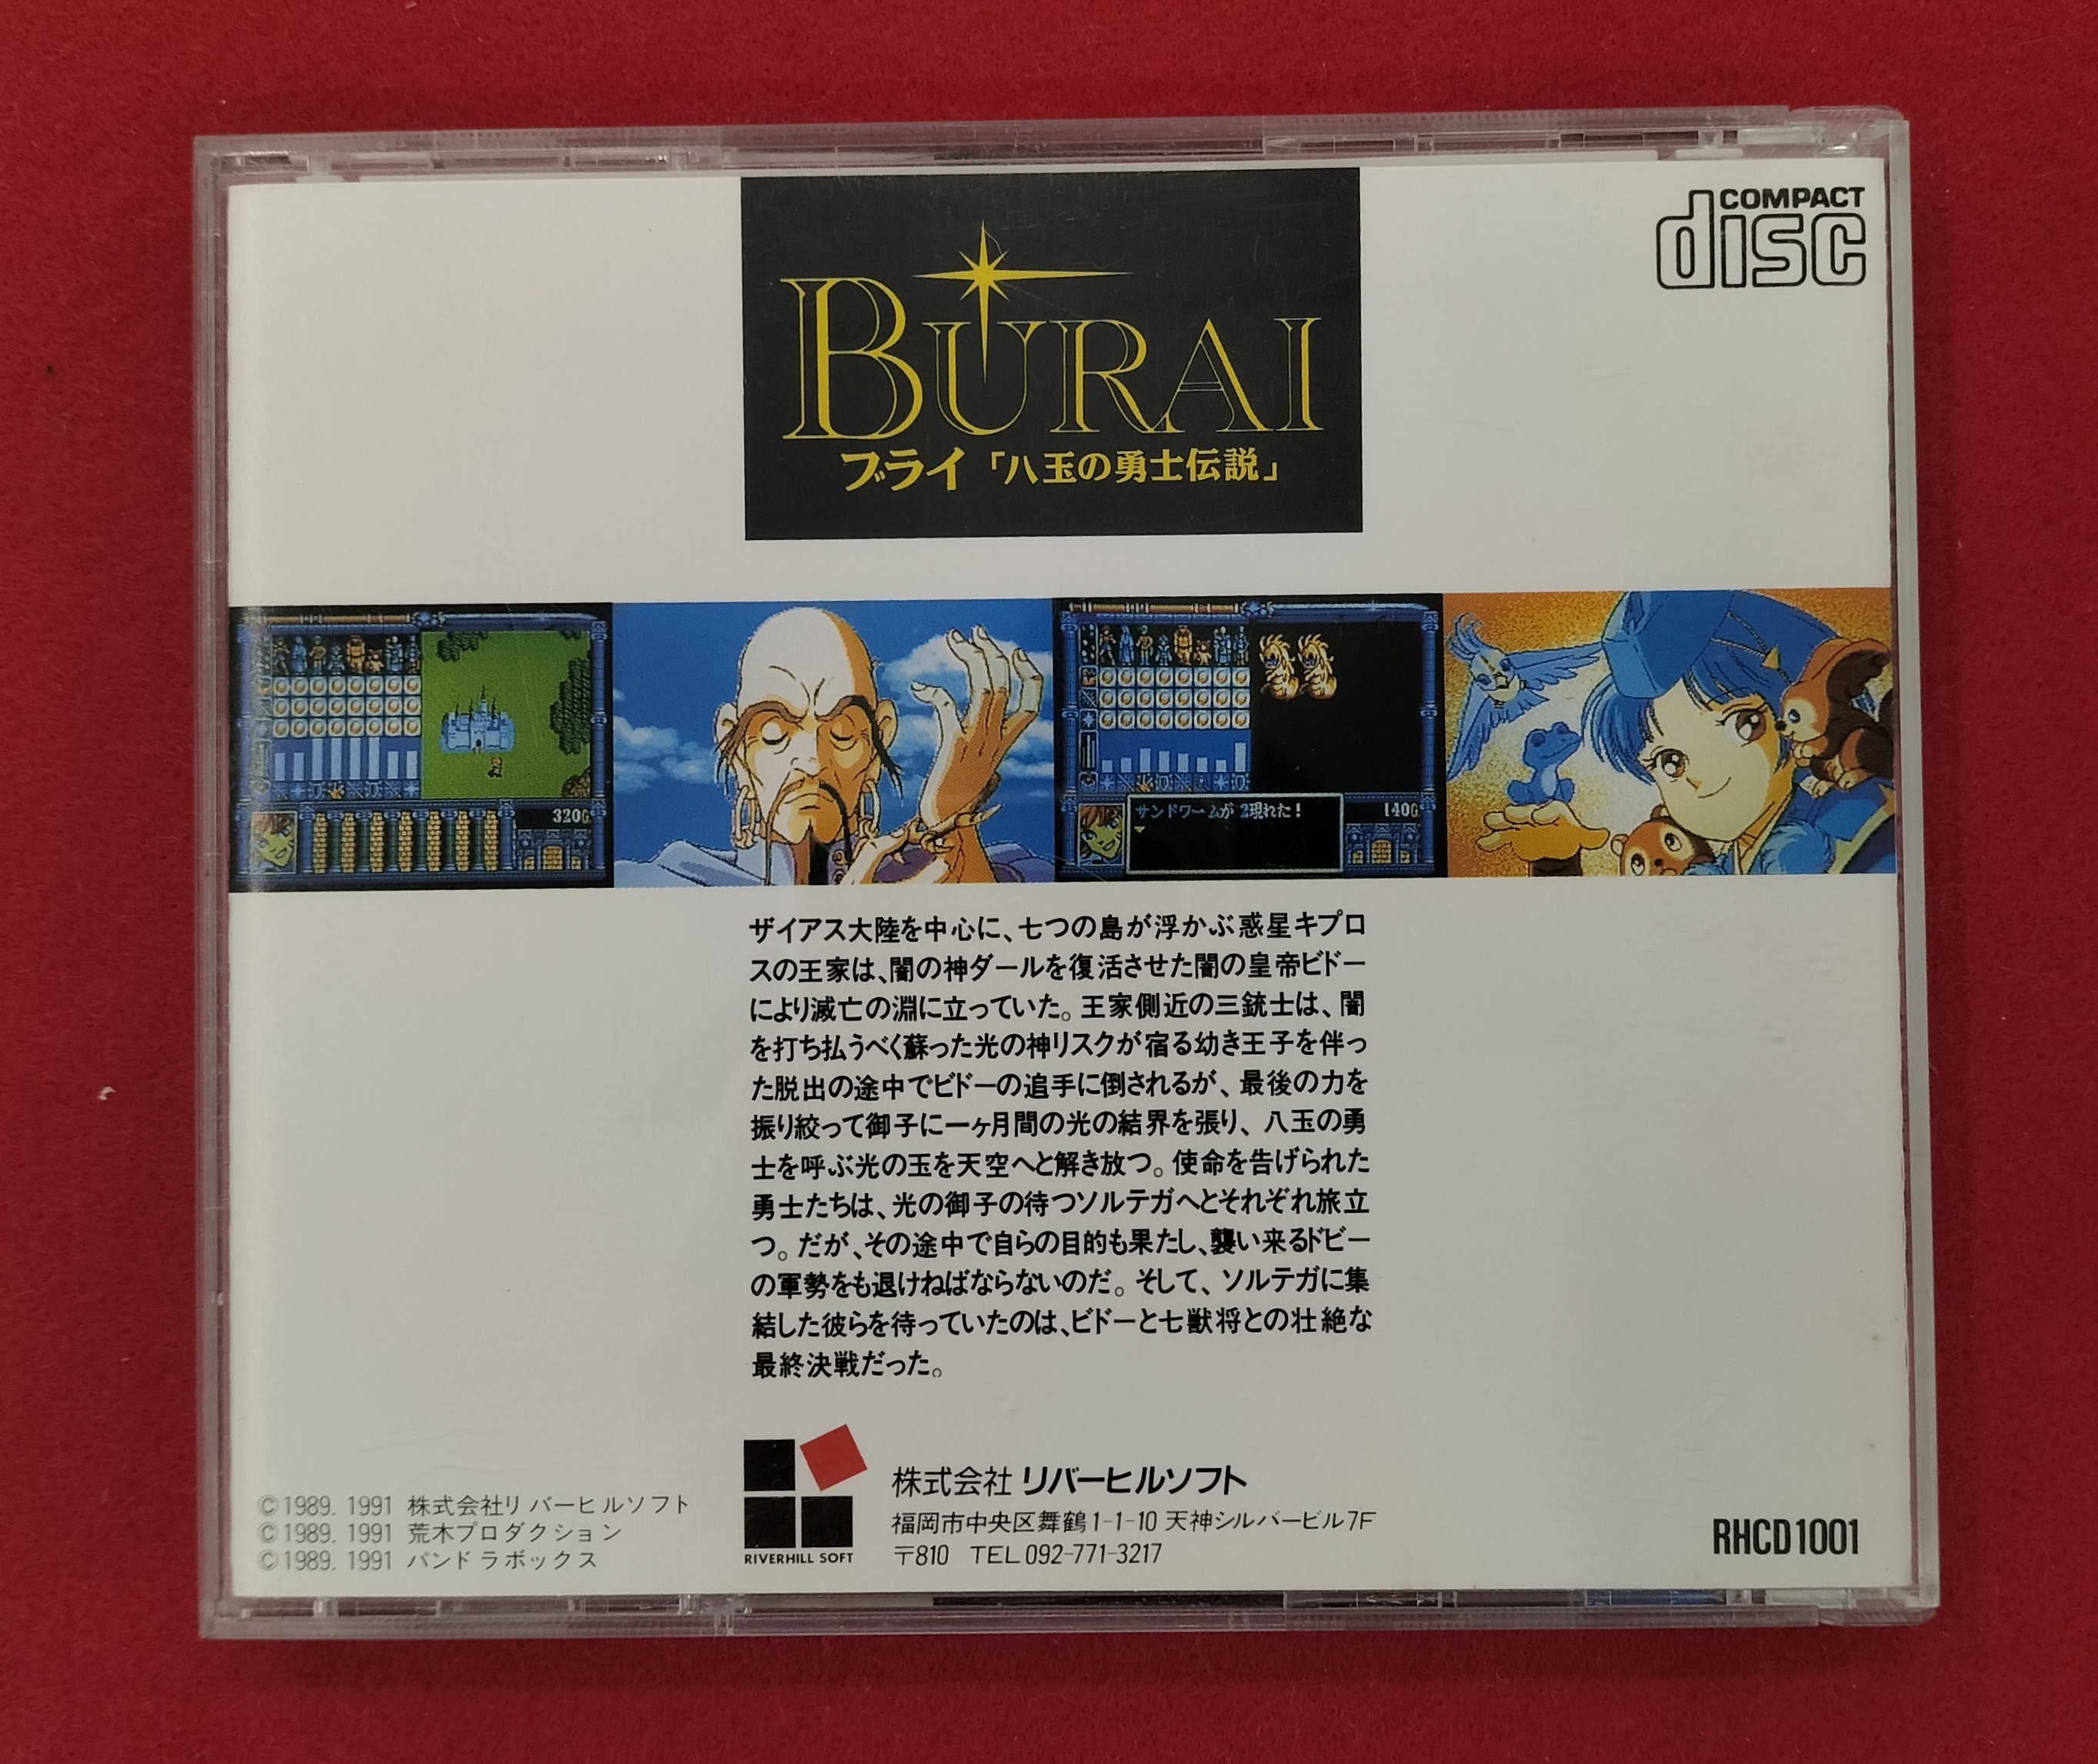 COMPACT
disc
BURAI
ブライ「八玉の勇士伝説」
320G
サンドワームが 2現れた!
140G
ザイアス大陸を中心に、七つの島が浮かぶ惑星キプロ
スの王家は、闇の神ダールを復活させた闇の皇帝ビドー
により滅亡の淵に立っていた。王家側近の三銃士は、闇
を打ち払うべく蘇った光の神リスクが宿る幼き王子を伴っ
た脱出の途中でビドーの追手に倒されるが、最後の力を
振り絞って御子に一ヶ月間の光の結界を張り、八玉の勇
士を呼ぶ光の玉を天空へと解き放つ。使命を告げられた
勇士たちは、光の御子の待つソルテガへとそれぞれ旅立
つ。だが、その途中で自らの目的も果たし、襲い来るドビー
の軍勢をも退けねばならないのだ。そして、ソルテガに集
結した彼らを待っていたのは、ビドーと七獣将との壮絶な
最終決戦だった。
©1989. 1991 株式会社リバーヒルソフト
©1989. 1991 荒木プロダクション
©1989. 1991 パンドラボックス
RIVERHILL SOFT
株式会社 リバーヒルソフト
福岡市中央区舞鶴1-1-10 天神シルバービル7F
〒810 TEL 092-771-3217
RHCD1001